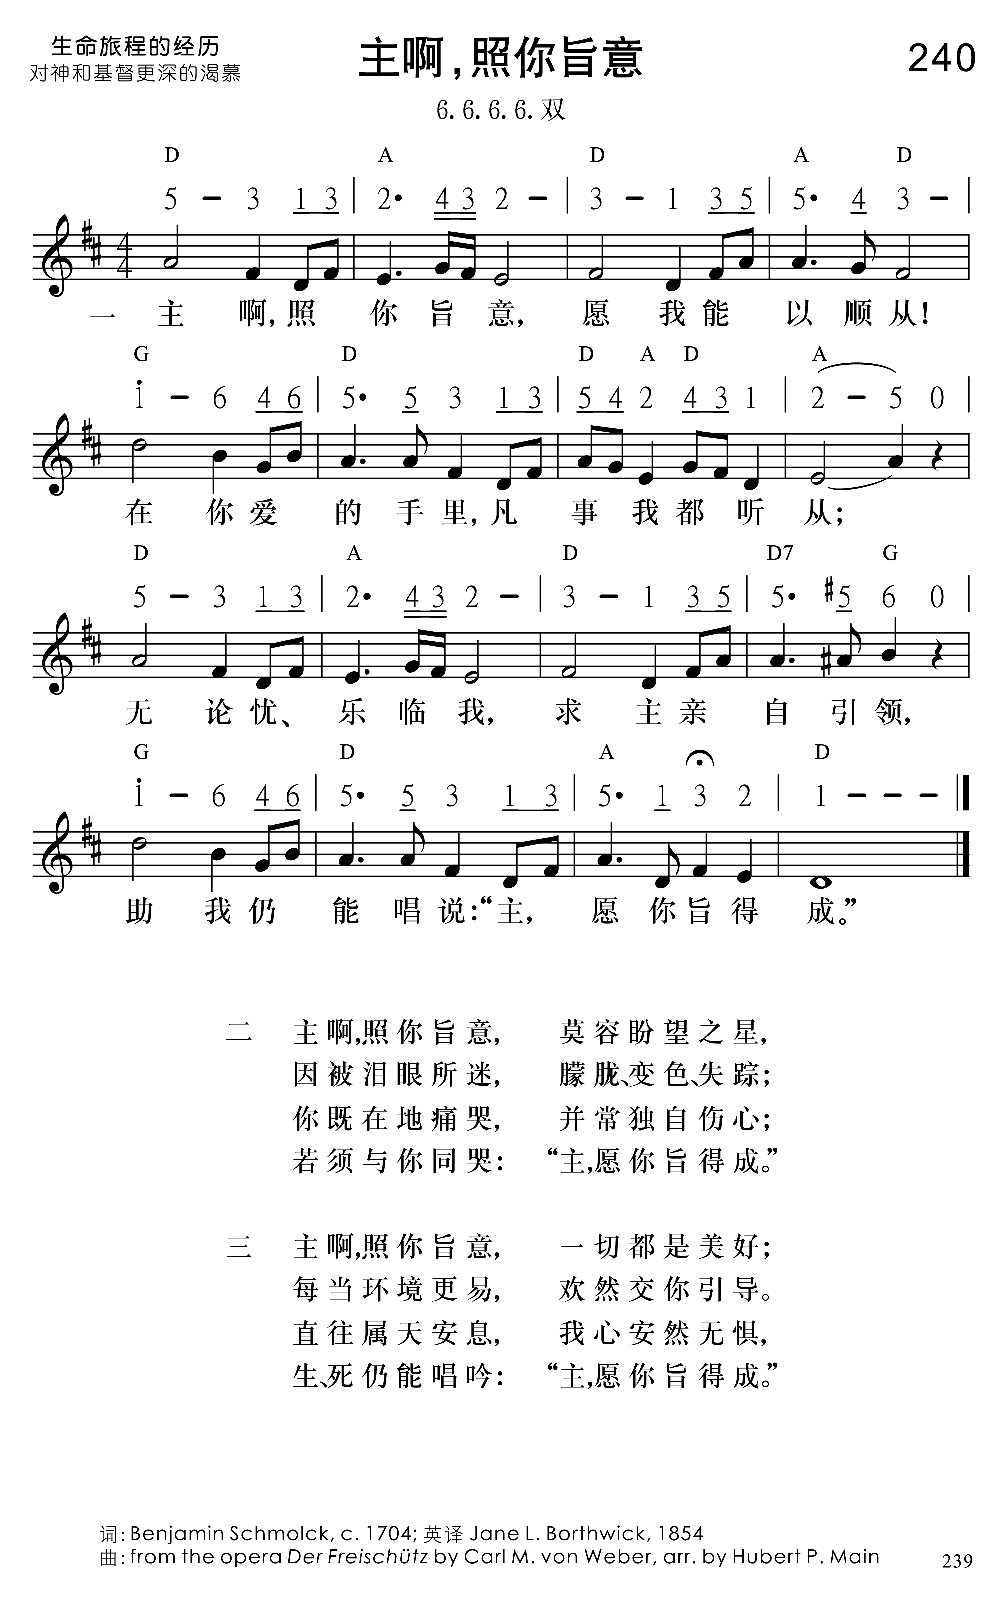 生命旅程的经历
对神和基督更深的渴慕
主啊,照你旨意
240
6.6.6.6.双
D A D A D
5 - 3 1 3 | 2· 4 3 2 - | 3 - 1 3 5 | 5· 4 3 - |
4 4
一 主 啊,照 你 旨 意, 愿 我 能 以 顺 从!
G D D A D A
i - 6 4 6 | 5· 5 3 1 3 | 5 4 2 4 3 1 | 2 - 5 0 |
在 你 爱 的 手 里,凡 事 我 都 听 从;
D A D D7 G
5 - 3 1 3 | 2· 4 3 2 - | 3 - 1 3 5 | 5· #5 6 0 |
无 论 忧、 乐 临 我, 求 主 亲 自 引 领,
G D A D
i - 6 4 6 | 5· 5 3 1 3 | 5· 1 3 2 | 1 - - - ‖
助 我 仍 能 唱 说:“主, 愿 你 旨 得 成。”
二 主啊,照你旨意, 莫容盼望之星,
因被泪眼所迷, 朦胧、变色、失踪;
你既在地痛哭, 并常独自伤心;
若须与你同哭: “主,愿你旨得成。”
三 主啊,照你旨意, 一切都是美好;
每当环境更易, 欢然交你引导。
直往属天安息, 我心安然无惧,
生、死仍能唱吟: “主,愿你旨得成。”
词: Benjamin Schmolck, c. 1704; 英译 Jane L. Borthwick, 1854
曲: from the opera Der Freischütz by Carl M. von Weber, arr. by Hubert P. Main
239